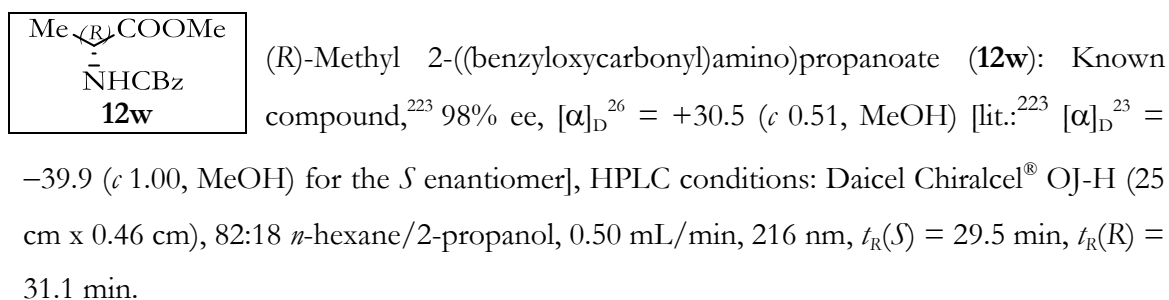 Me (R) COOMe
NHCBz
12w
(R)-Methyl 2-((benzyloxycarbonyl)amino)propanoate (12w): Known
compound,²²³ 98% ee, [α]D²⁶ = +30.5 (c 0.51, MeOH) [lit.:²²³ [α]D²³ =
−39.9 (c 1.00, MeOH) for the S enantiomer], HPLC conditions: Daicel Chiralcel® OJ-H (25
cm x 0.46 cm), 82:18 n-hexane/2-propanol, 0.50 mL/min, 216 nm, tR(S) = 29.5 min, tR(R) =
31.1 min.